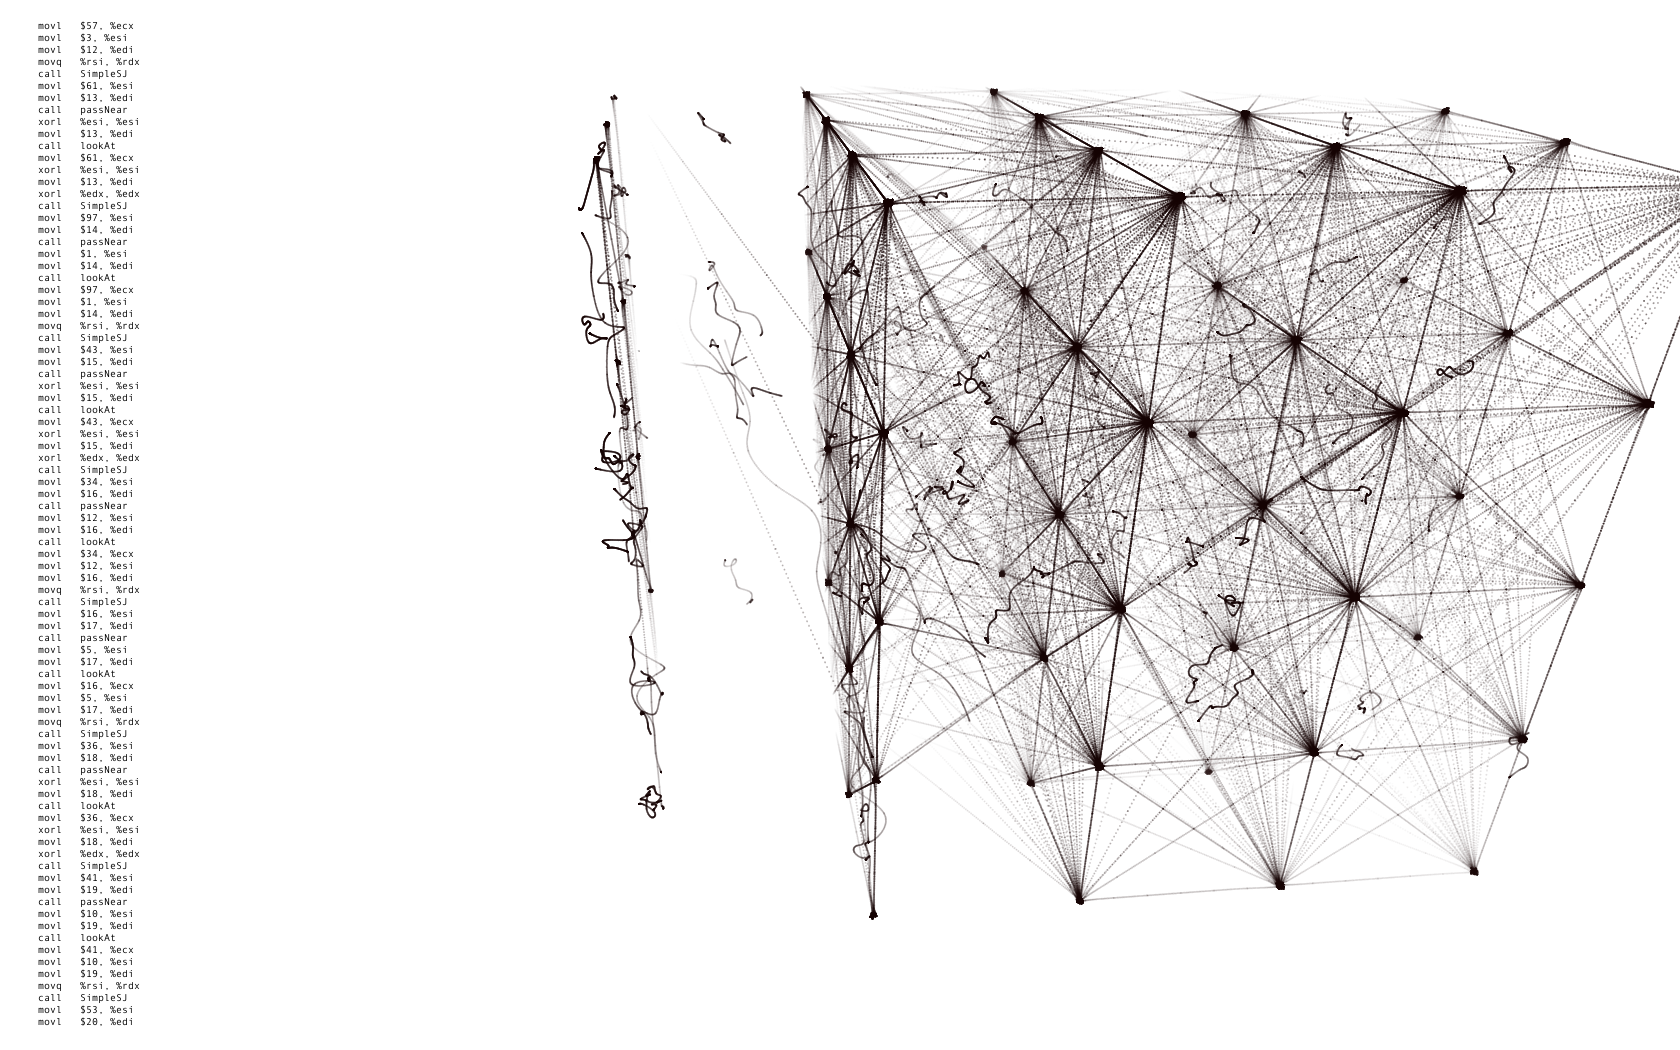 movl $57, %ecx
movl $3, %esi
movl $12, %edi
movq %rsi, %rdx
call SimpleSJ
movl $61, %esi
movl $13, %edi
call passNear
xorl %esi, %esi
movl $13, %edi
call lookAt
movl $61, %ecx
xorl %esi, %esi
movl $13, %edi
xorl %edx, %edx
call SimpleSJ
movl $97, %esi
movl $14, %edi
call passNear
movl $1, %esi
movl $14, %edi
call lookAt
movl $97, %ecx
movl $1, %esi
movl $14, %edi
movq %rsi, %rdx
call SimpleSJ
movl $43, %esi
movl $15, %edi
call passNear
xorl %esi, %esi
movl $15, %edi
call lookAt
movl $43, %ecx
xorl %esi, %esi
movl $15, %edi
xorl %edx, %edx
call SimpleSJ
movl $34, %esi
movl $16, %edi
call passNear
movl $12, %esi
movl $16, %edi
call lookAt
movl $34, %ecx
movl $12, %esi
movl $16, %edi
movq %rsi, %rdx
call SimpleSJ
movl $16, %esi
movl $17, %edi
call passNear
movl $5, %esi
movl $17, %edi
call lookAt
movl $16, %ecx
movl $5, %esi
movl $17, %edi
movq %rsi, %rdx
call SimpleSJ
movl $36, %esi
movl $18, %edi
call passNear
xorl %esi, %esi
movl $18, %edi
call lookAt
movl $36, %ecx
xorl %esi, %esi
movl $18, %edi
xorl %edx, %edx
call SimpleSJ
movl $41, %esi
movl $19, %edi
call passNear
movl $10, %esi
movl $19, %edi
call lookAt
movl $41, %ecx
movl $10, %esi
movl $19, %edi
movq %rsi, %rdx
call SimpleSJ
movl $53, %esi
movl $20, %edi